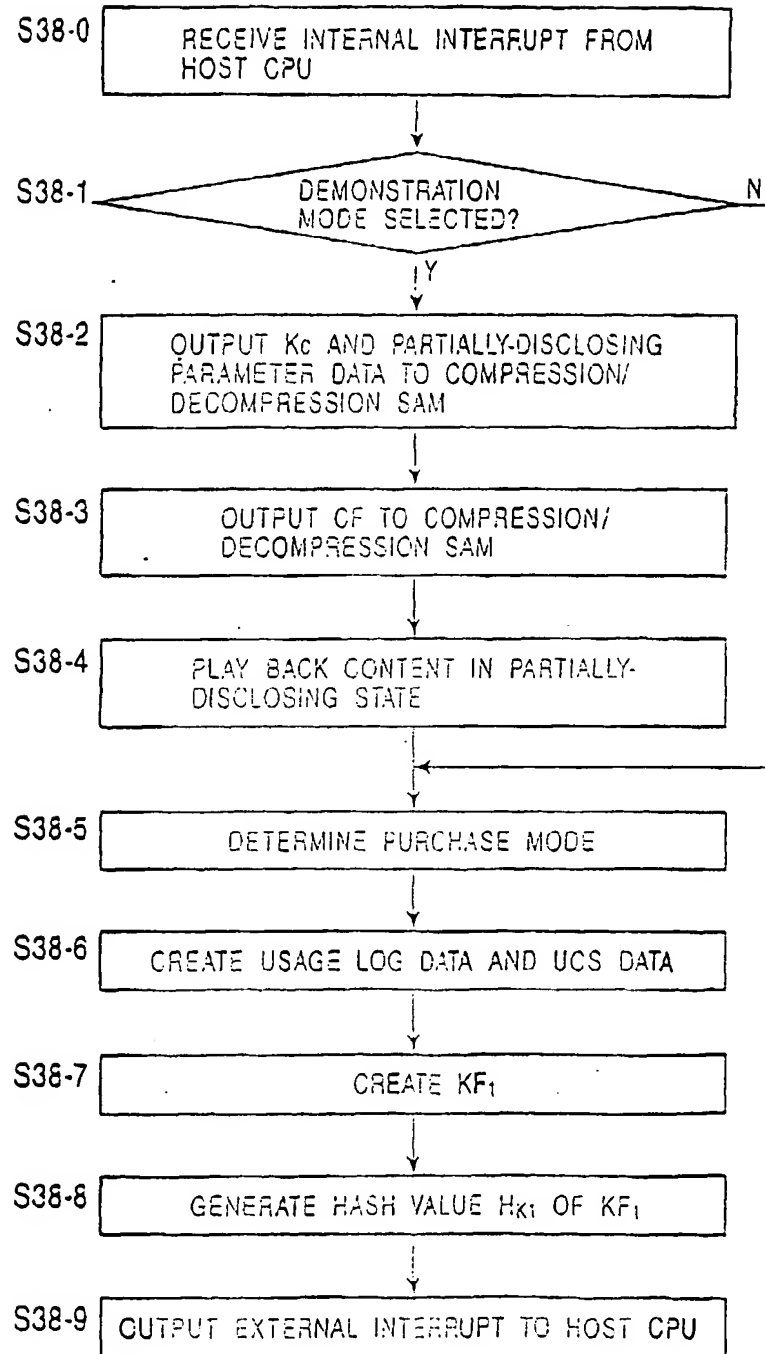 S38-0
RECEIVE INTERNAL INTERRUPT FROM
HOST CPU
S38-1
DEMONSTRATION
MODE SELECTED?
N
Y
S38-2
OUTPUT Kc AND PARTIALLY-DISCLOSING
PARAMETER DATA TO COMPRESSION/
DECOMPRESSION SAM
S38-3
OUTPUT CF TO COMPRESSION/
DECOMPRESSION SAM
S38-4
PLAY BACK CONTENT IN PARTIALLY-
DISCLOSING STATE
S38-5
DETERMINE PURCHASE MODE
S38-6
CREATE USAGE LOG DATA AND UCS DATA
S38-7
CREATE KF1
S38-8
GENERATE HASH VALUE HK1 OF KF1
S38-9
OUTPUT EXTERNAL INTERRUPT TO HOST CPU